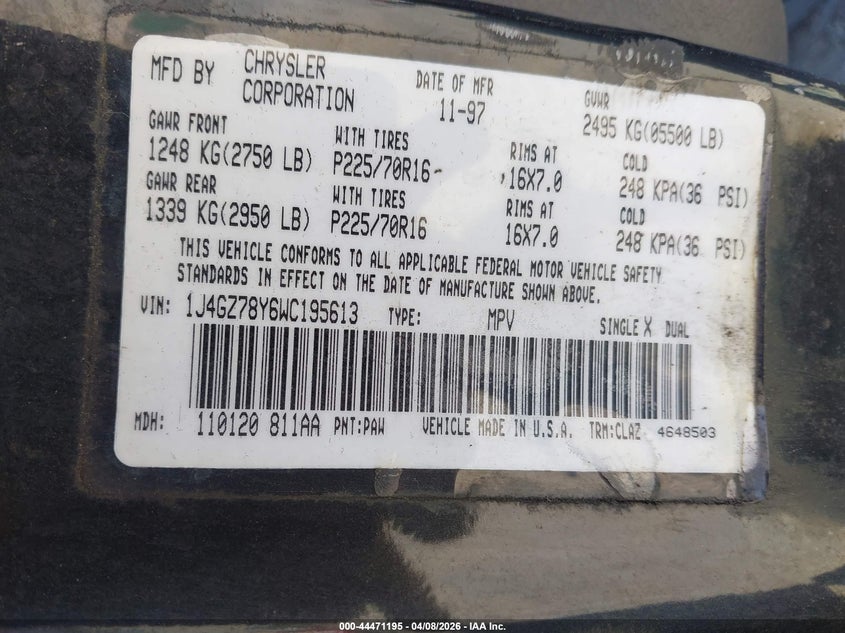 MFD BY CHRYSLER CORPORATION DATE OF MFR 11-97 GVWR 2495 KG(05500 LB)
GAWR FRONT WITH TIRES RIMS AT COLD
1248 KG(2750 LB) P225/70R16 16X7.0 248 KPA(36 PSI)
GAWR REAR WITH TIRES RIMS AT COLD
1339 KG(2950 LB) P225/70R16 16X7.0 248 KPA(36 PSI)
THIS VEHICLE CONFORMS TO ALL APPLICABLE FEDERAL MOTOR VEHICLE SAFETY
STANDARDS IN EFFECT ON THE DATE OF MANUFACTURE SHOWN ABOVE.
VIN: 1J4GZ78Y6WC195613 TYPE: MPV SINGLE X DUAL
MDH: 110120 811AA PNT:PAW VEHICLE MADE IN U.S.A. TRM:CLAZ 4648503
000-44471195 - 04/08/2026 - IAA Inc.